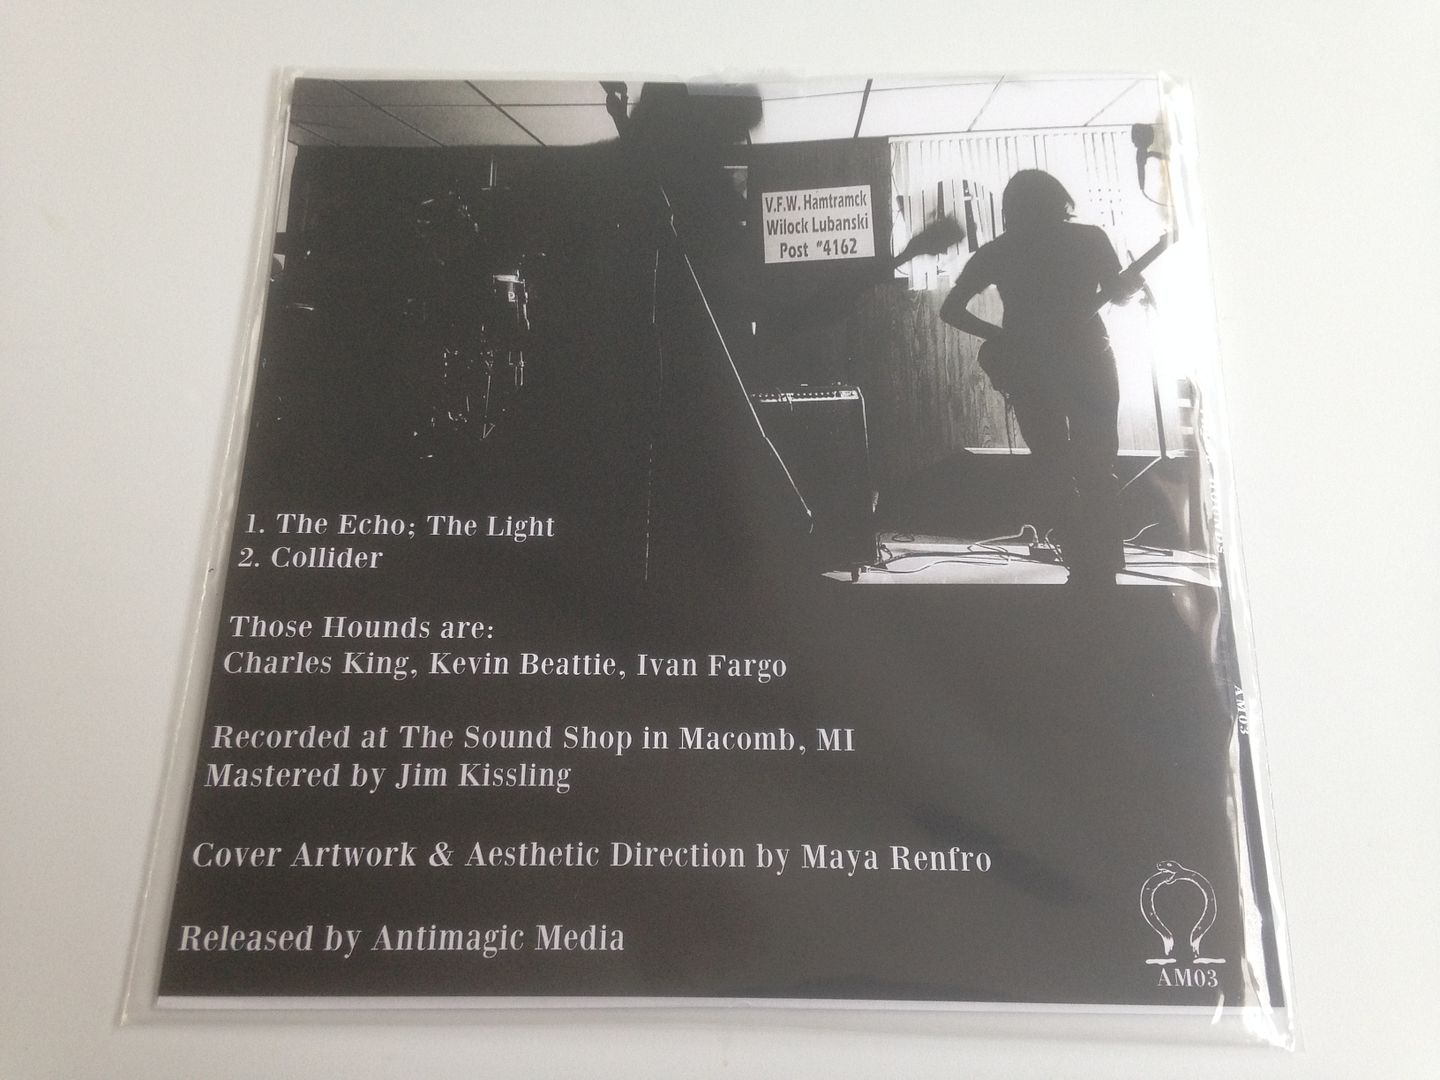 V.F.W. Hamtramck
Wilock Lubanski
Post #4162
1. The Echo; The Light
2. Collider
Those Hounds are:
Charles King, Kevin Beattie, Ivan Fargo
Recorded at The Sound Shop in Macomb, MI
Mastered by Jim Kissling
Cover Artwork & Aesthetic Direction by Maya Renfro
Released by Antimagic Media
AM03
AM03